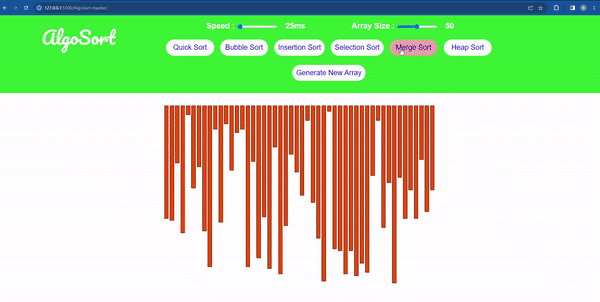 127.0.0.1:5500/AlgoSort-master/
AlgoSort
Speed : 25ms Array Size : 50
Quick Sort Bubble Sort Insertion Sort Selection Sort Merge Sort Heap Sort
Generate New Array